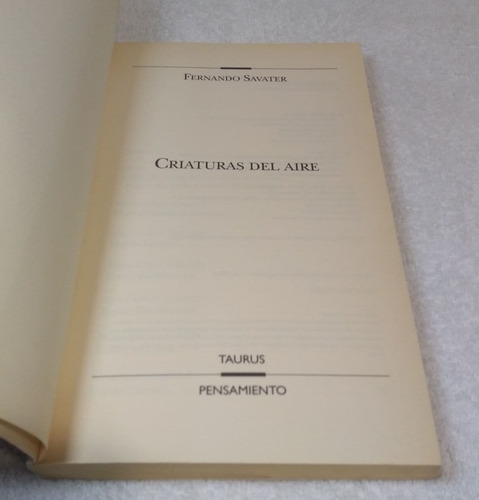 FERNANDO SAVATER
CRIATURAS DEL AIRE
TAURUS
PENSAMIENTO